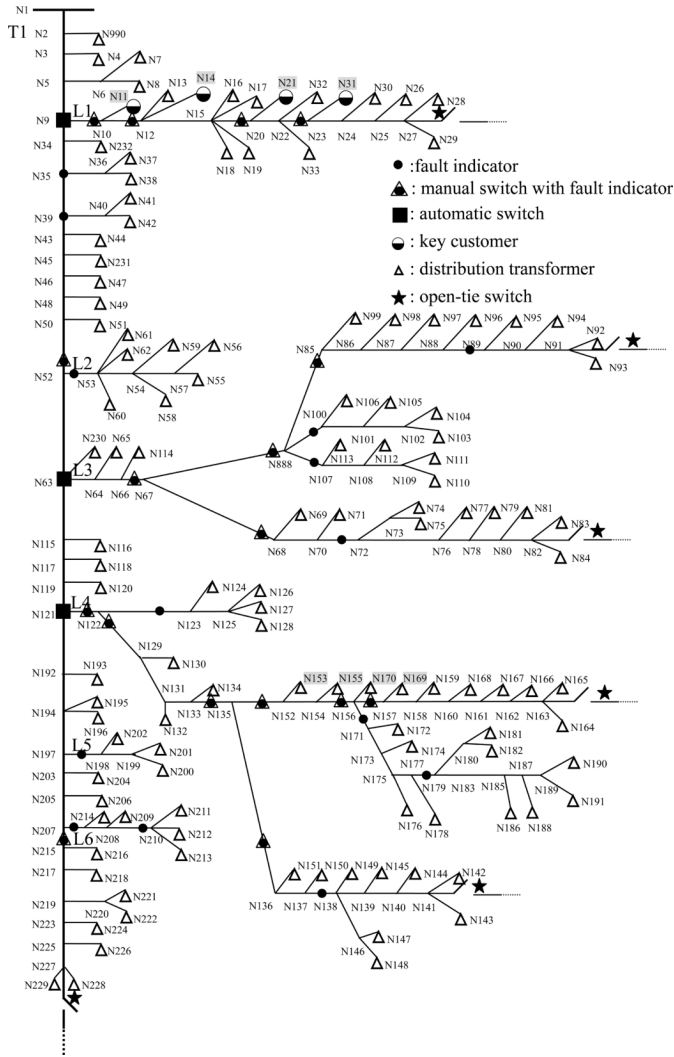 N1
T1
N2 N990
N3 N4 N7
N5 N6 N8
N11 N13 N14 N16 N17 N21 N32 N31 N30 N26 N28
L1
N9 N10 N12 N15 N20 N22 N23 N24 N25 N27
N18 N19 N33 N29
N34 N232
N35 N36 N37
N38
N39 N40 N41
N42
N43 N44
N45 N231
N46 N47
N48 N49
N50 N51
N61
N62 N59 N56
L2
N52 N53 N54 N57 N55
N60 N58
:fault indicator
: manual switch with fault indicator
: automatic switch
: key customer
: distribution transformer
: open-tie switch
N99 N98 N97 N96 N95 N94
N92
N85 N86 N87 N88 N89 N90 N91
N93
N106 N105
N100 N104
N101 N102 N103
N230 N65 N114
L3
N888 N113 N112 N111
N63 N64 N66 N67
N107 N108 N109 N110
N69 N71 N74 N77 N79 N81
N75 N83
N73
N68 N70 N72 N76 N78 N80 N82 N84
N115 N116
N117 N118
N119 N120
L4
N124 N126
N121 N122 N123 N125 N127
N128
N129 N130
N131
N132
N192 N193
N194 N195
N196
N134 N153 N155 N170 N169 N159 N168 N167 N166 N165
N133 N135 N152 N154 N156 N157 N158 N160 N161 N162 N163 N164
L5
N197 N202 N201
N198 N199 N200
N171 N172
N173 N174 N181
N180 N182
N175 N177 N187 N190
N179 N183 N185 N189
N176 N178 N186 N188 N191
N203 N204
N205 N206
N214 N209 N211
N207 L6 N208 N210 N212
N213
N215 N216
N217 N218
N151 N150 N149 N145 N144 N142
N136 N137 N138 N139 N140 N141 N143
N146 N147
N148
N219 N221
N220 N222
N223 N224
N225 N226
N227
N229 N228